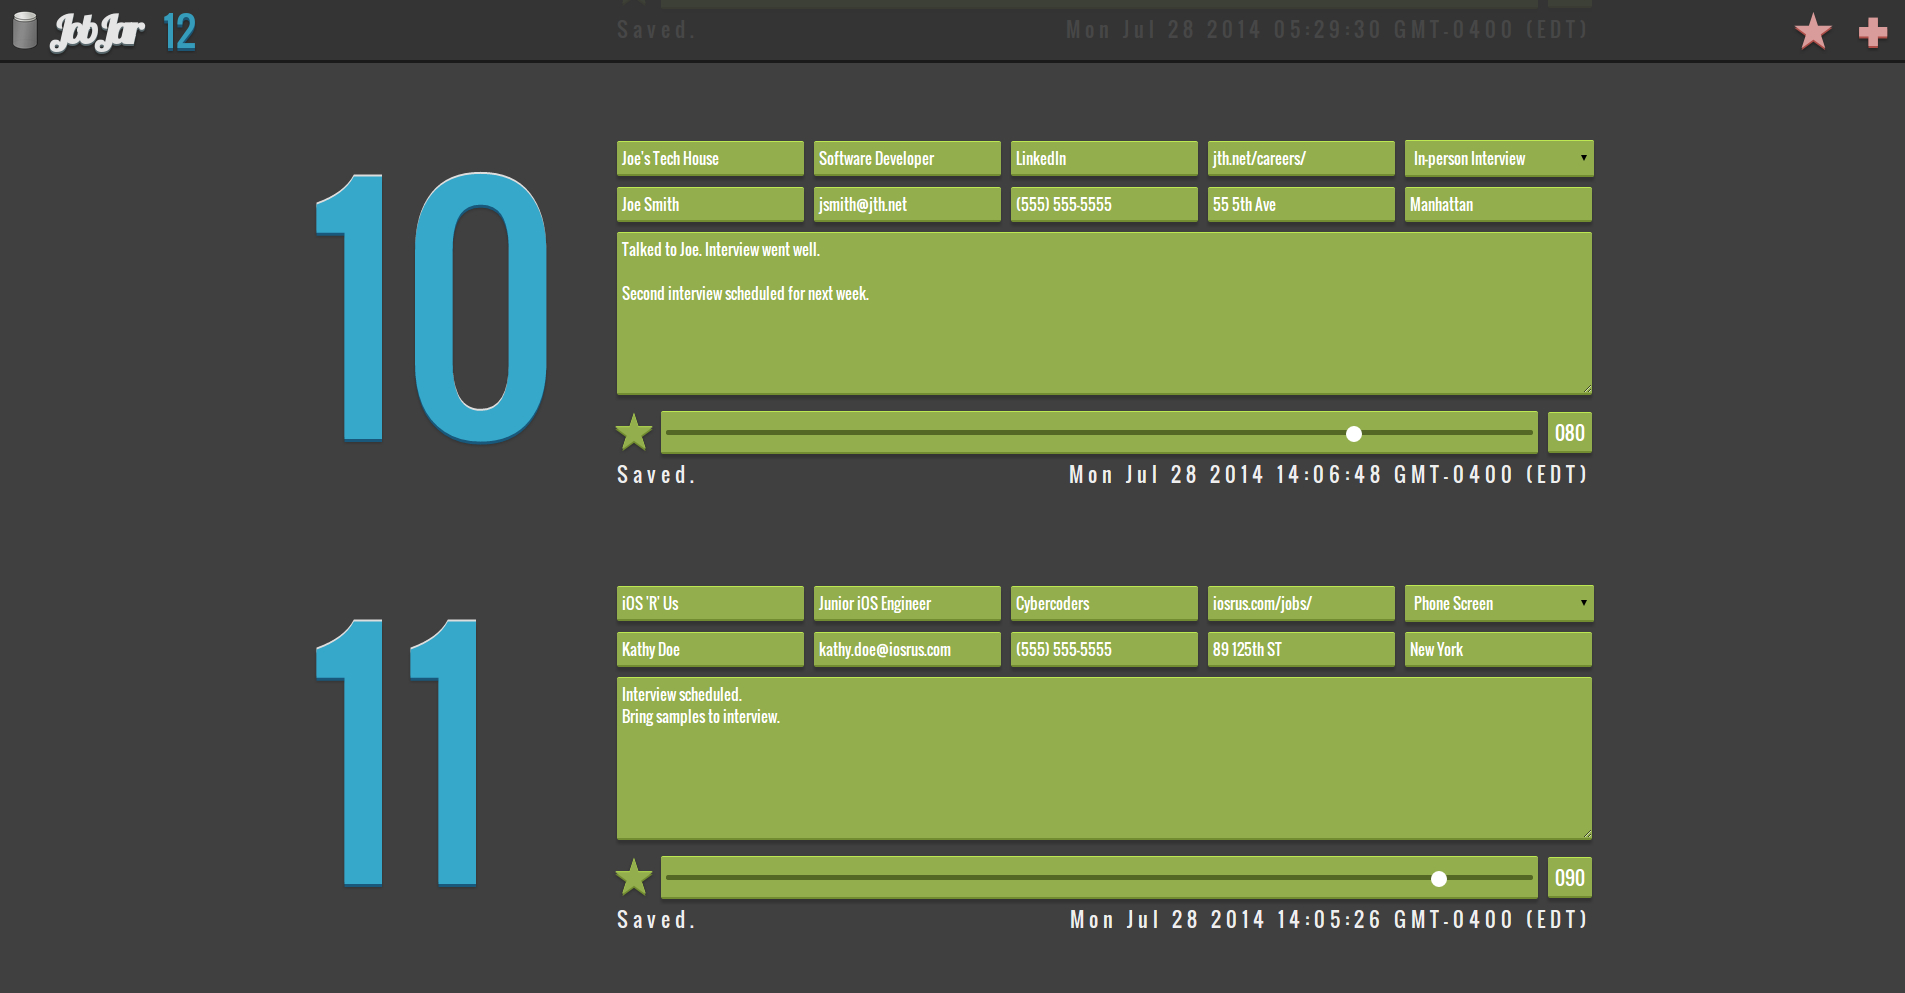 JobJar 12
Saved. Mon Jul 28 2014 05:29:30 GMT-0400 (EDT)
10
Joe's Tech House Software Developer LinkedIn jth.net/careers/ In-person Interview
Joe Smith jsmith@jth.net (555) 555-5555 55 5th Ave Manhattan
Talked to Joe. Interview went well.
Second interview scheduled for next week.
080
Saved. Mon Jul 28 2014 14:06:48 GMT-0400 (EDT)
11
iOS 'R' Us Junior iOS Engineer Cybercoders iosrus.com/jobs/ Phone Screen
Kathy Doe kathy.doe@iosrus.com (555) 555-5555 89 125th ST New York
Interview scheduled.
Bring samples to interview.
090
Saved. Mon Jul 28 2014 14:05:26 GMT-0400 (EDT)